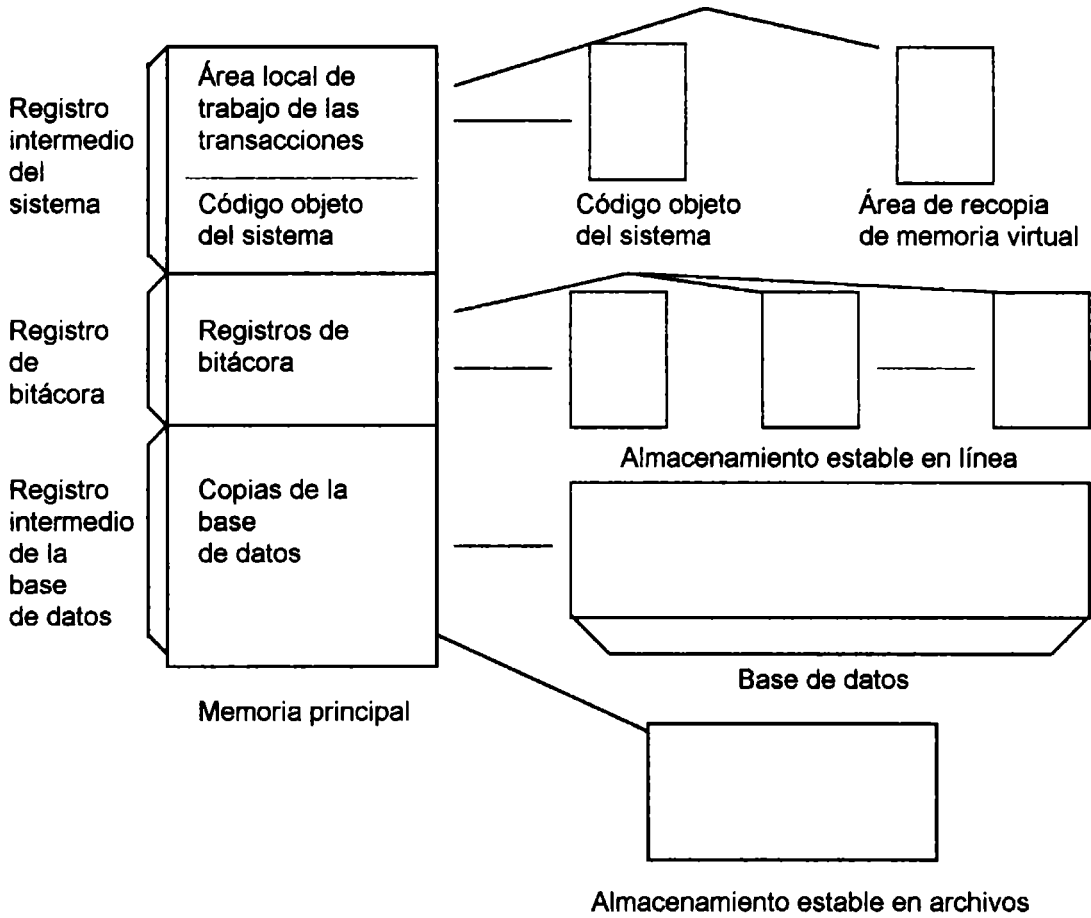 Registro
intermedio
del
sistema
Área local de
trabajo de las
transacciones
Código objeto
del sistema
Código objeto
del sistema
Área de recopia
de memoria virtual
Registro
de
bitácora
Registros de
bitácora
Almacenamiento estable en línea
Registro
intermedio
de la
base
de datos
Copias de la
base
de datos
Base de datos
Memoria principal
Almacenamiento estable en archivos